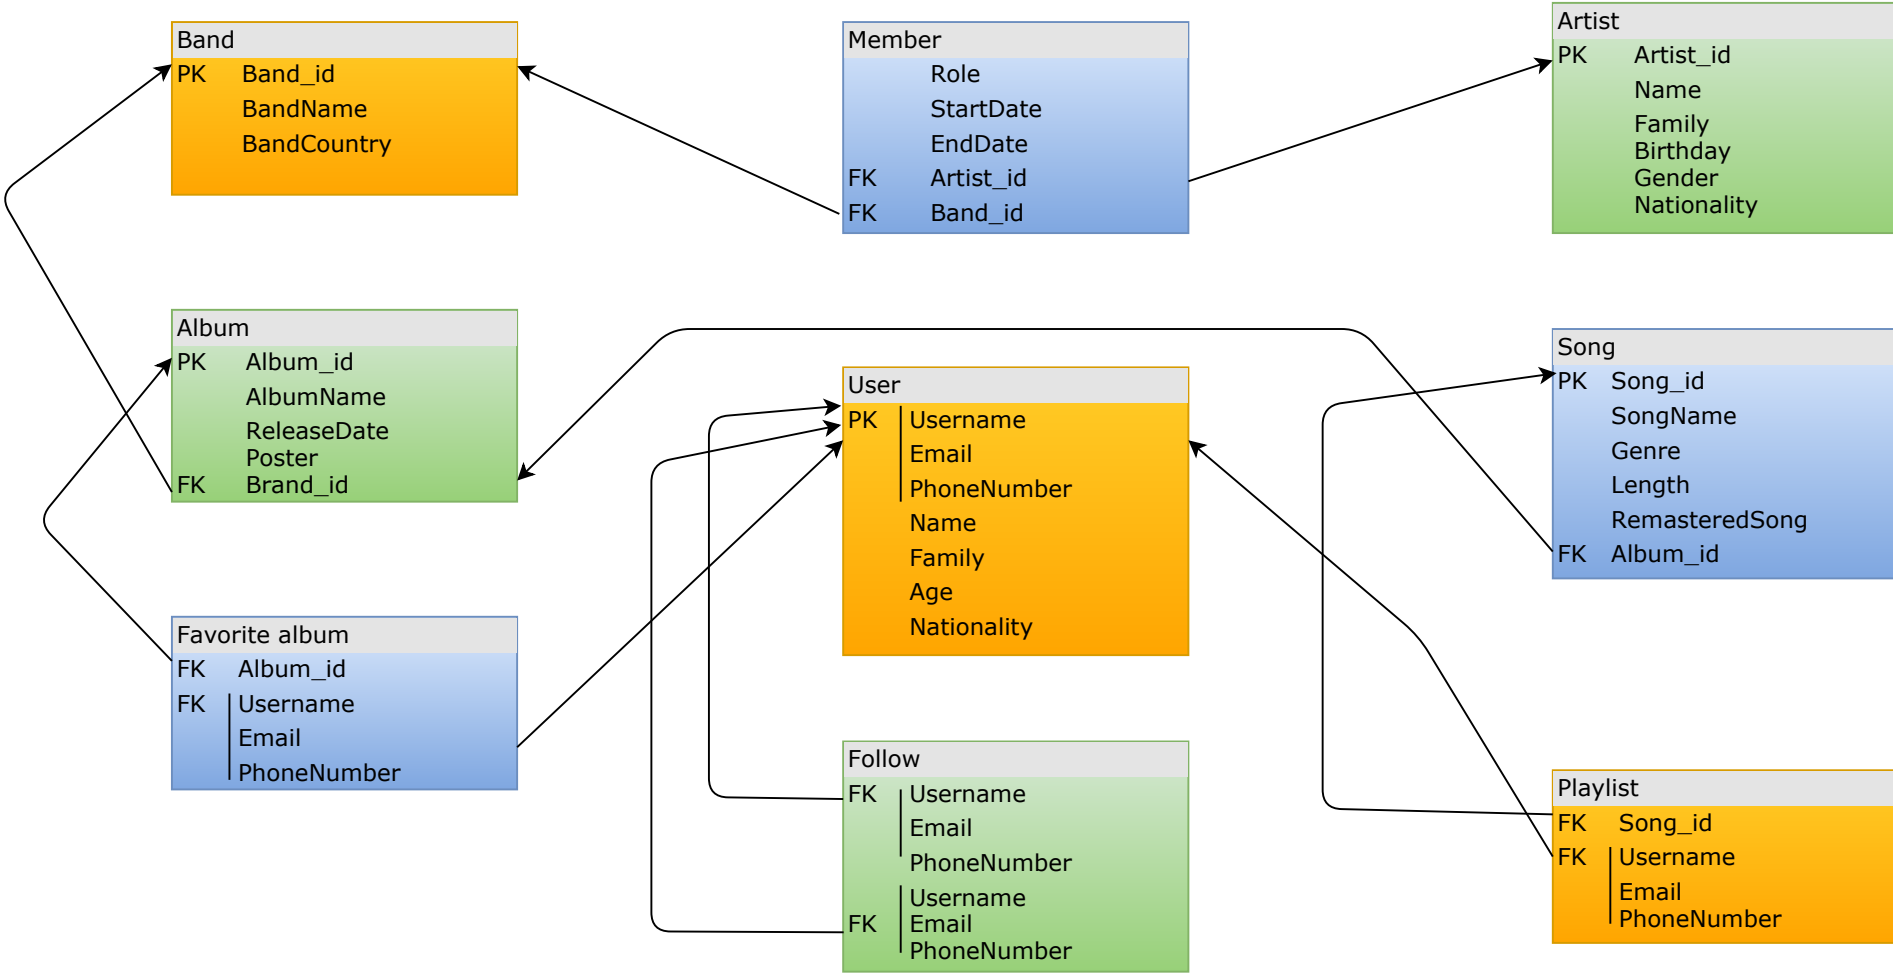 Band
PK Band_id
BandName
BandCountry
Member
Role
StartDate
EndDate
FK Artist_id
FK Band_id
Artist
PK Artist_id
Name
Family
Birthday
Gender
Nationality
Album
PK Album_id
AlbumName
ReleaseDate
Poster
FK Brand_id
User
PK Username
Email
PhoneNumber
Name
Family
Age
Nationality
Song
PK Song_id
SongName
Genre
Length
RemasteredSong
FK Album_id
Favorite album
FK Album_id
FK Username
Email
PhoneNumber
Follow
FK Username
Email
PhoneNumber
Username
FK Email
PhoneNumber
Playlist
FK Song_id
FK Username
Email
PhoneNumber